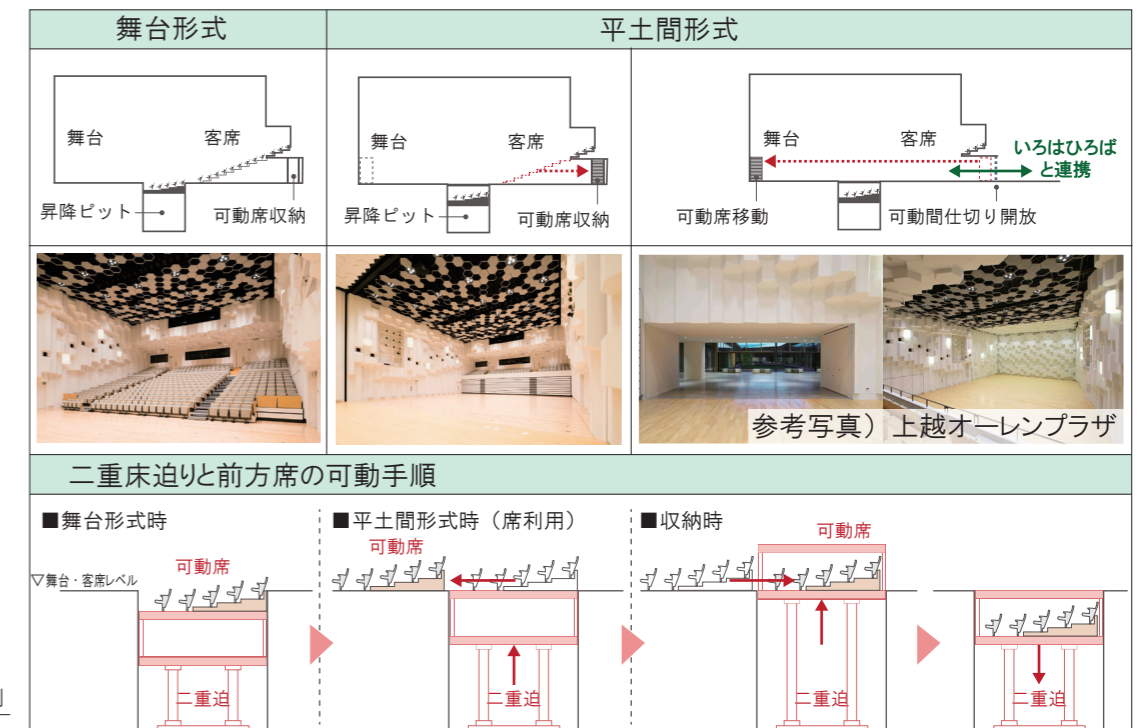 舞台形式
平土間形式
舞台
客席
昇降ピット
可動席収納
舞台
客席
昇降ピット
可動席収納
舞台
客席
いろはひろば
と連携
可動席移動
可動間仕切り開放
参考写真）上越オーレンプラザ
二重床迫りと前方席の可動手順
■舞台形式時
可動席
▽舞台・客席レベル
二重迫
■平土間形式時（席利用）
可動席
二重迫
■収納時
可動席
二重迫
二重迫